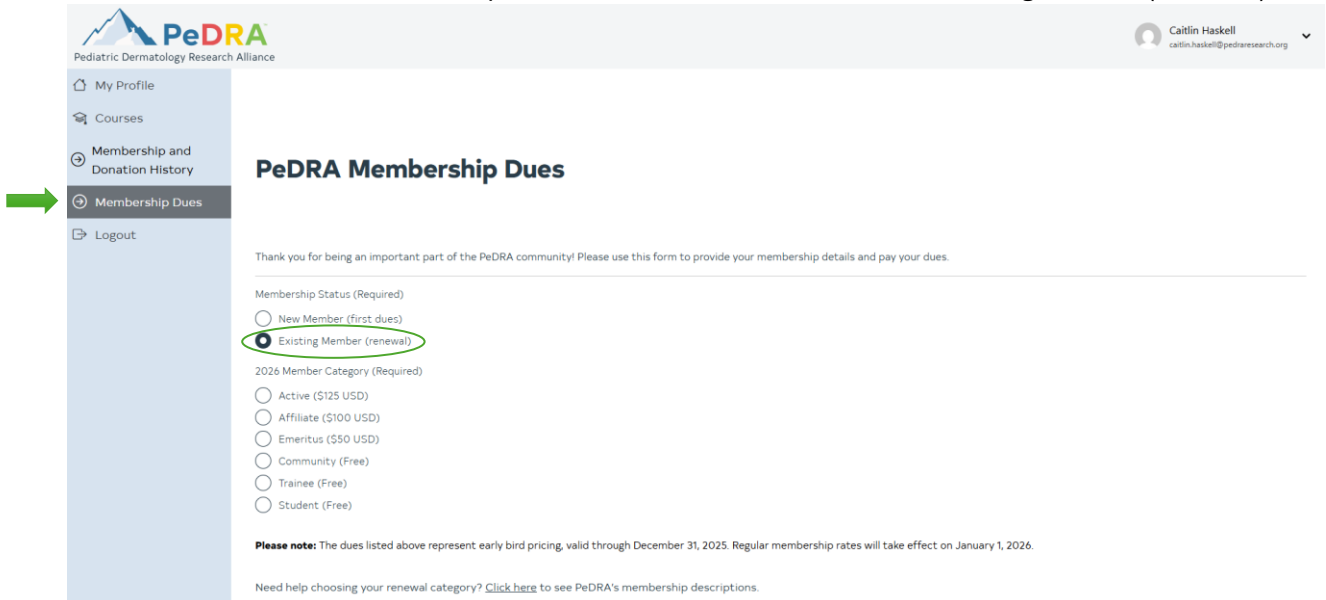 PeDRA
Pediatric Dermatology Research Alliance
Caitlin Haskell
caitlin.haskell@pedraresearch.org
My Profile
Courses
Membership and
Donation History
Membership Dues
Logout
PeDRA Membership Dues
Thank you for being an important part of the PeDRA community! Please use this form to provide your membership details and pay your dues.
Membership Status (Required)
New Member (first dues)
Existing Member (renewal)
2026 Member Category (Required)
Active ($125 USD)
Affiliate ($100 USD)
Emeritus ($50 USD)
Community (Free)
Trainee (Free)
Student (Free)
Please note: The dues listed above represent early bird pricing, valid through December 31, 2025. Regular membership rates will take effect on January 1, 2026.
Need help choosing your renewal category? Click here to see PeDRA's membership descriptions.